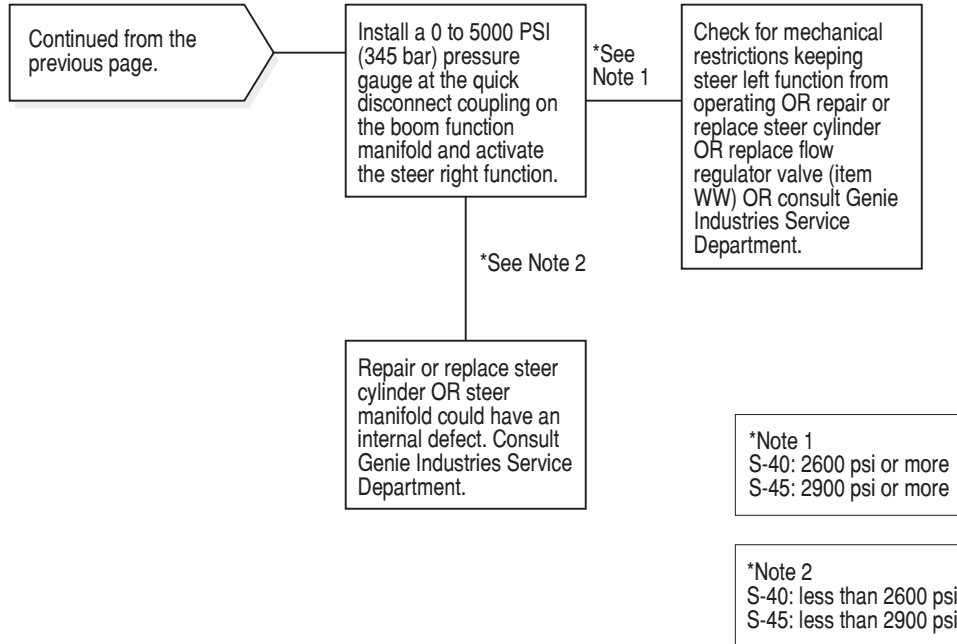 Continued from the
previous page.
Install a 0 to 5000 PSI
(345 bar) pressure
gauge at the quick
disconnect coupling on
the boom function
manifold and activate
the steer right function.
*See
Note 1
Check for mechanical
restrictions keeping
steer left function from
operating OR repair or
replace steer cylinder
OR replace flow
regulator valve (item
WW) OR consult Genie
Industries Service
Department.
*See Note 2
Repair or replace steer
cylinder OR steer
manifold could have an
internal defect. Consult
Genie Industries Service
Department.
*Note 1
S-40: 2600 psi or more
S-45: 2900 psi or more
*Note 2
S-40: less than 2600 psi
S-45: less than 2900 psi